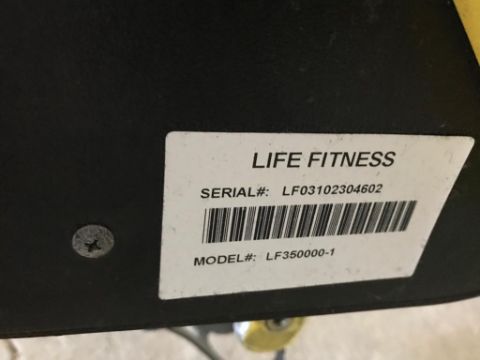 LIFE FITNESS
SERIAL#: LF03102304602
MODEL#: LF350000-1